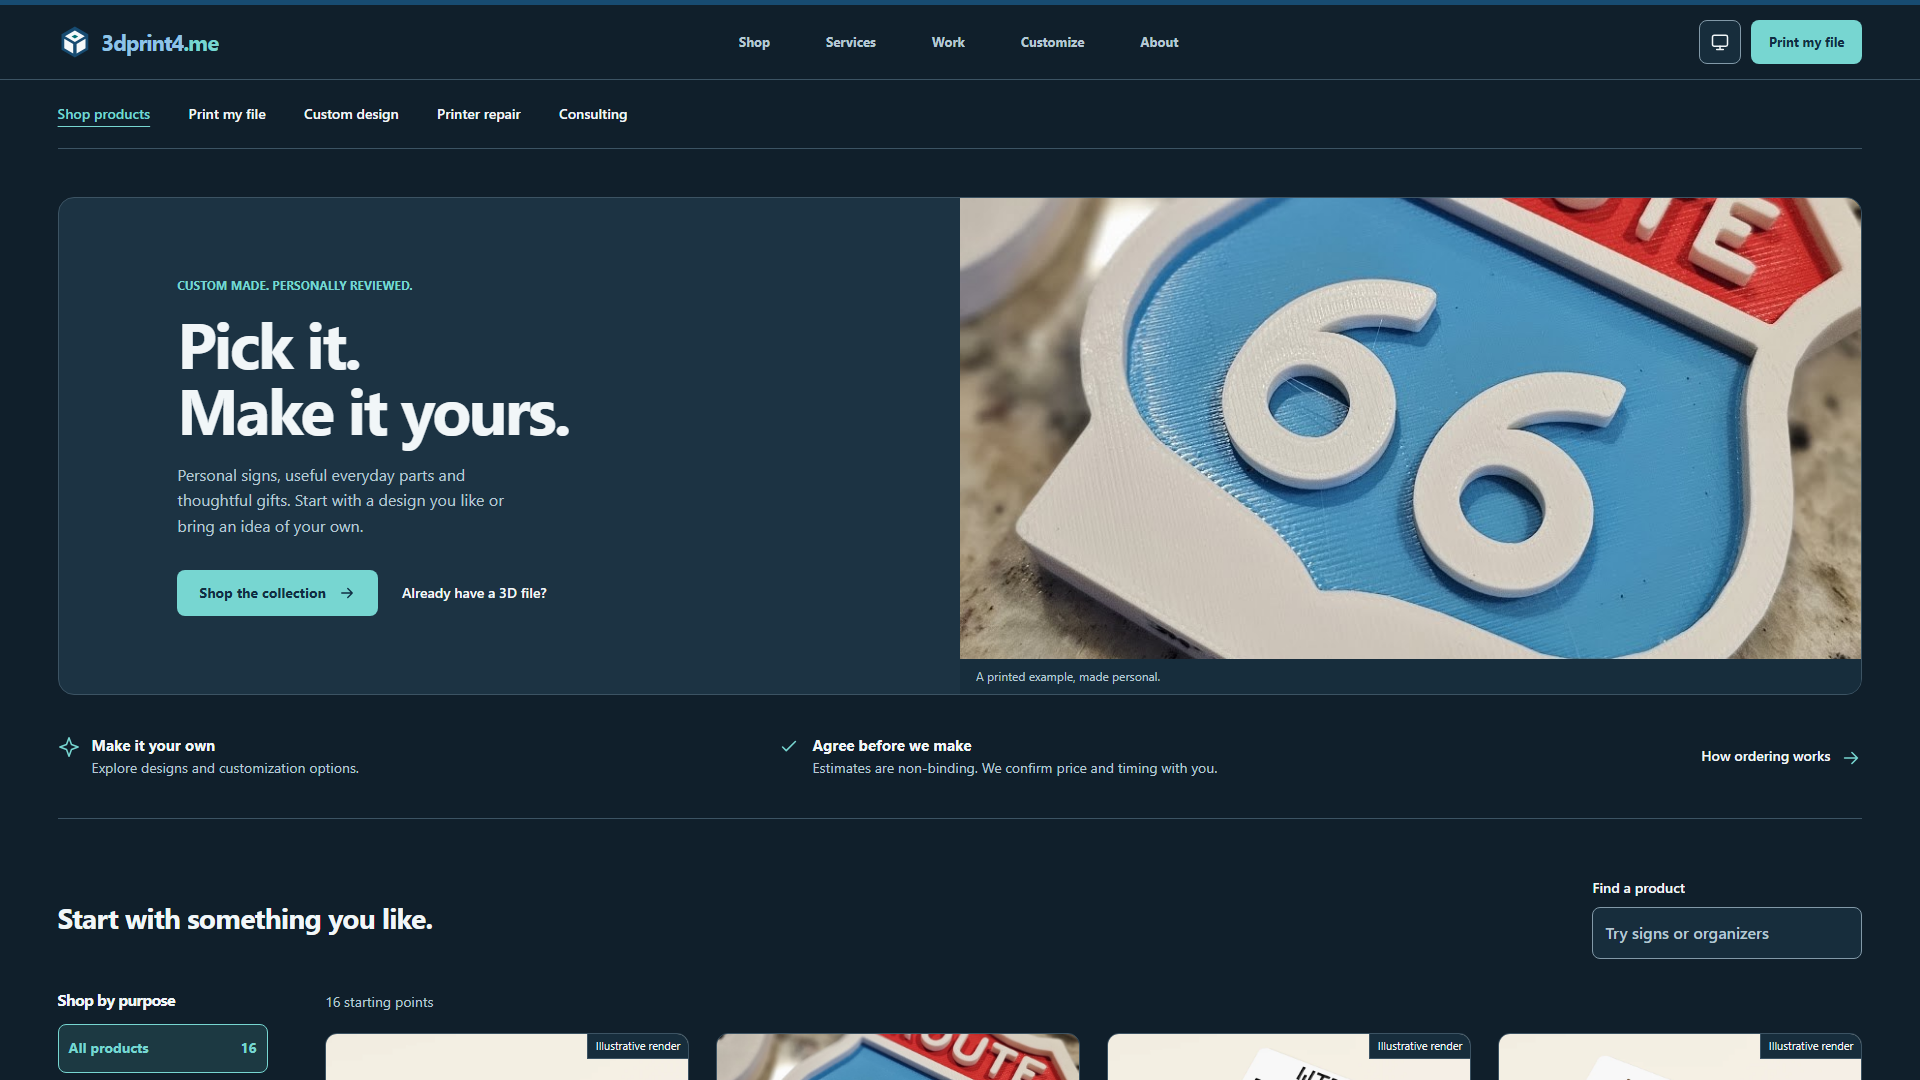 3dprint4.me
Shop
Services
Work
Customize
About
Print my file
Shop products
Print my file
Custom design
Printer repair
Consulting
CUSTOM MADE. PERSONALLY REVIEWED.
Pick it.
Make it yours.
Personal signs, useful everyday parts and
thoughtful gifts. Start with a design you like or
bring an idea of your own.
Shop the collection
Already have a 3D file?
66
A printed example, made personal.
Make it your own
Explore designs and customization options.
Agree before we make
Estimates are non-binding. We confirm price and timing with you.
How ordering works
Start with something you like.
Find a product
Try signs or organizers
Shop by purpose
16 starting points
All products 16
Illustrative render
ROUTE
Illustrative render
Illustrative render